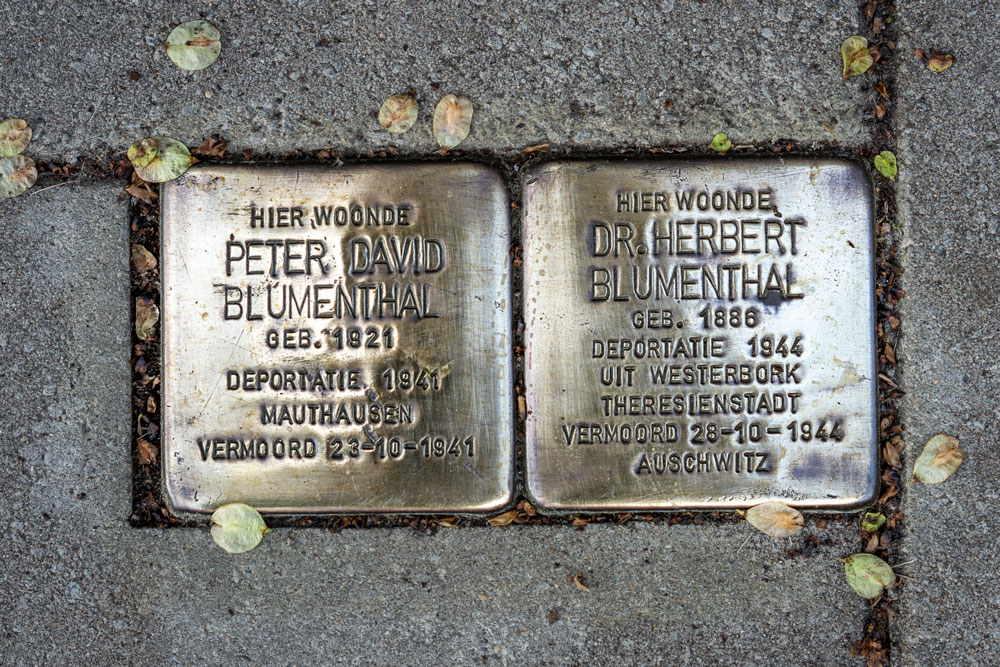 HIER WOONDE
PETER DAVID
BLUMENTHAL
GEB. 1921
DEPORTATIE 1941
MAUTHAUSEN
VERMOORD 23-10-1941
HIER WOONDE
DR. HERBERT
BLUMENTHAL
GEB. 1886
DEPORTATIE 1944
UIT WESTERBORK
THERESIENSTADT
VERMOORD 28-10-1944
AUSCHWITZ